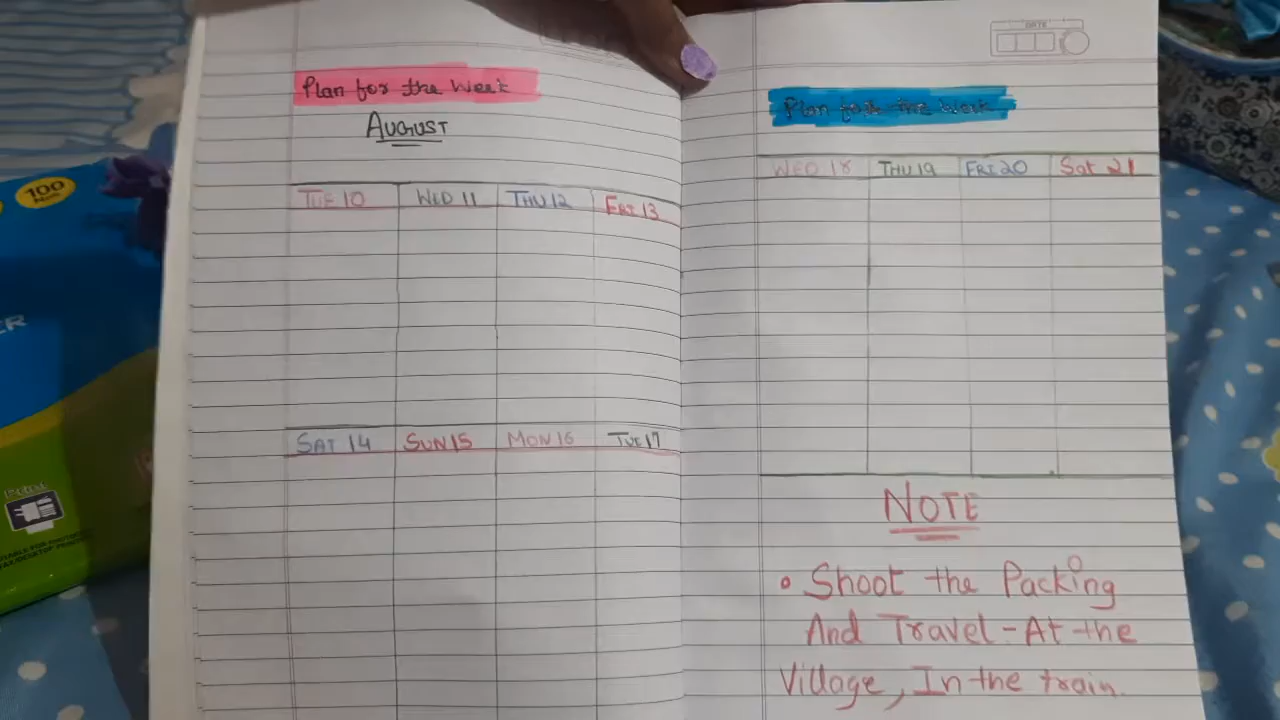 100
Nos.
ER
Plan for the Week
AUGUST
TUE 10 WED 11 THU 12 FRI 13
SAT 14 SUN 15 MON 16 TUE 17
DATE
Plan for the Week
WED 18 THU 19 FRI 20 Sat 21
NOTE
• Shoot the Packing
And Travel-At the
Village, In the train.